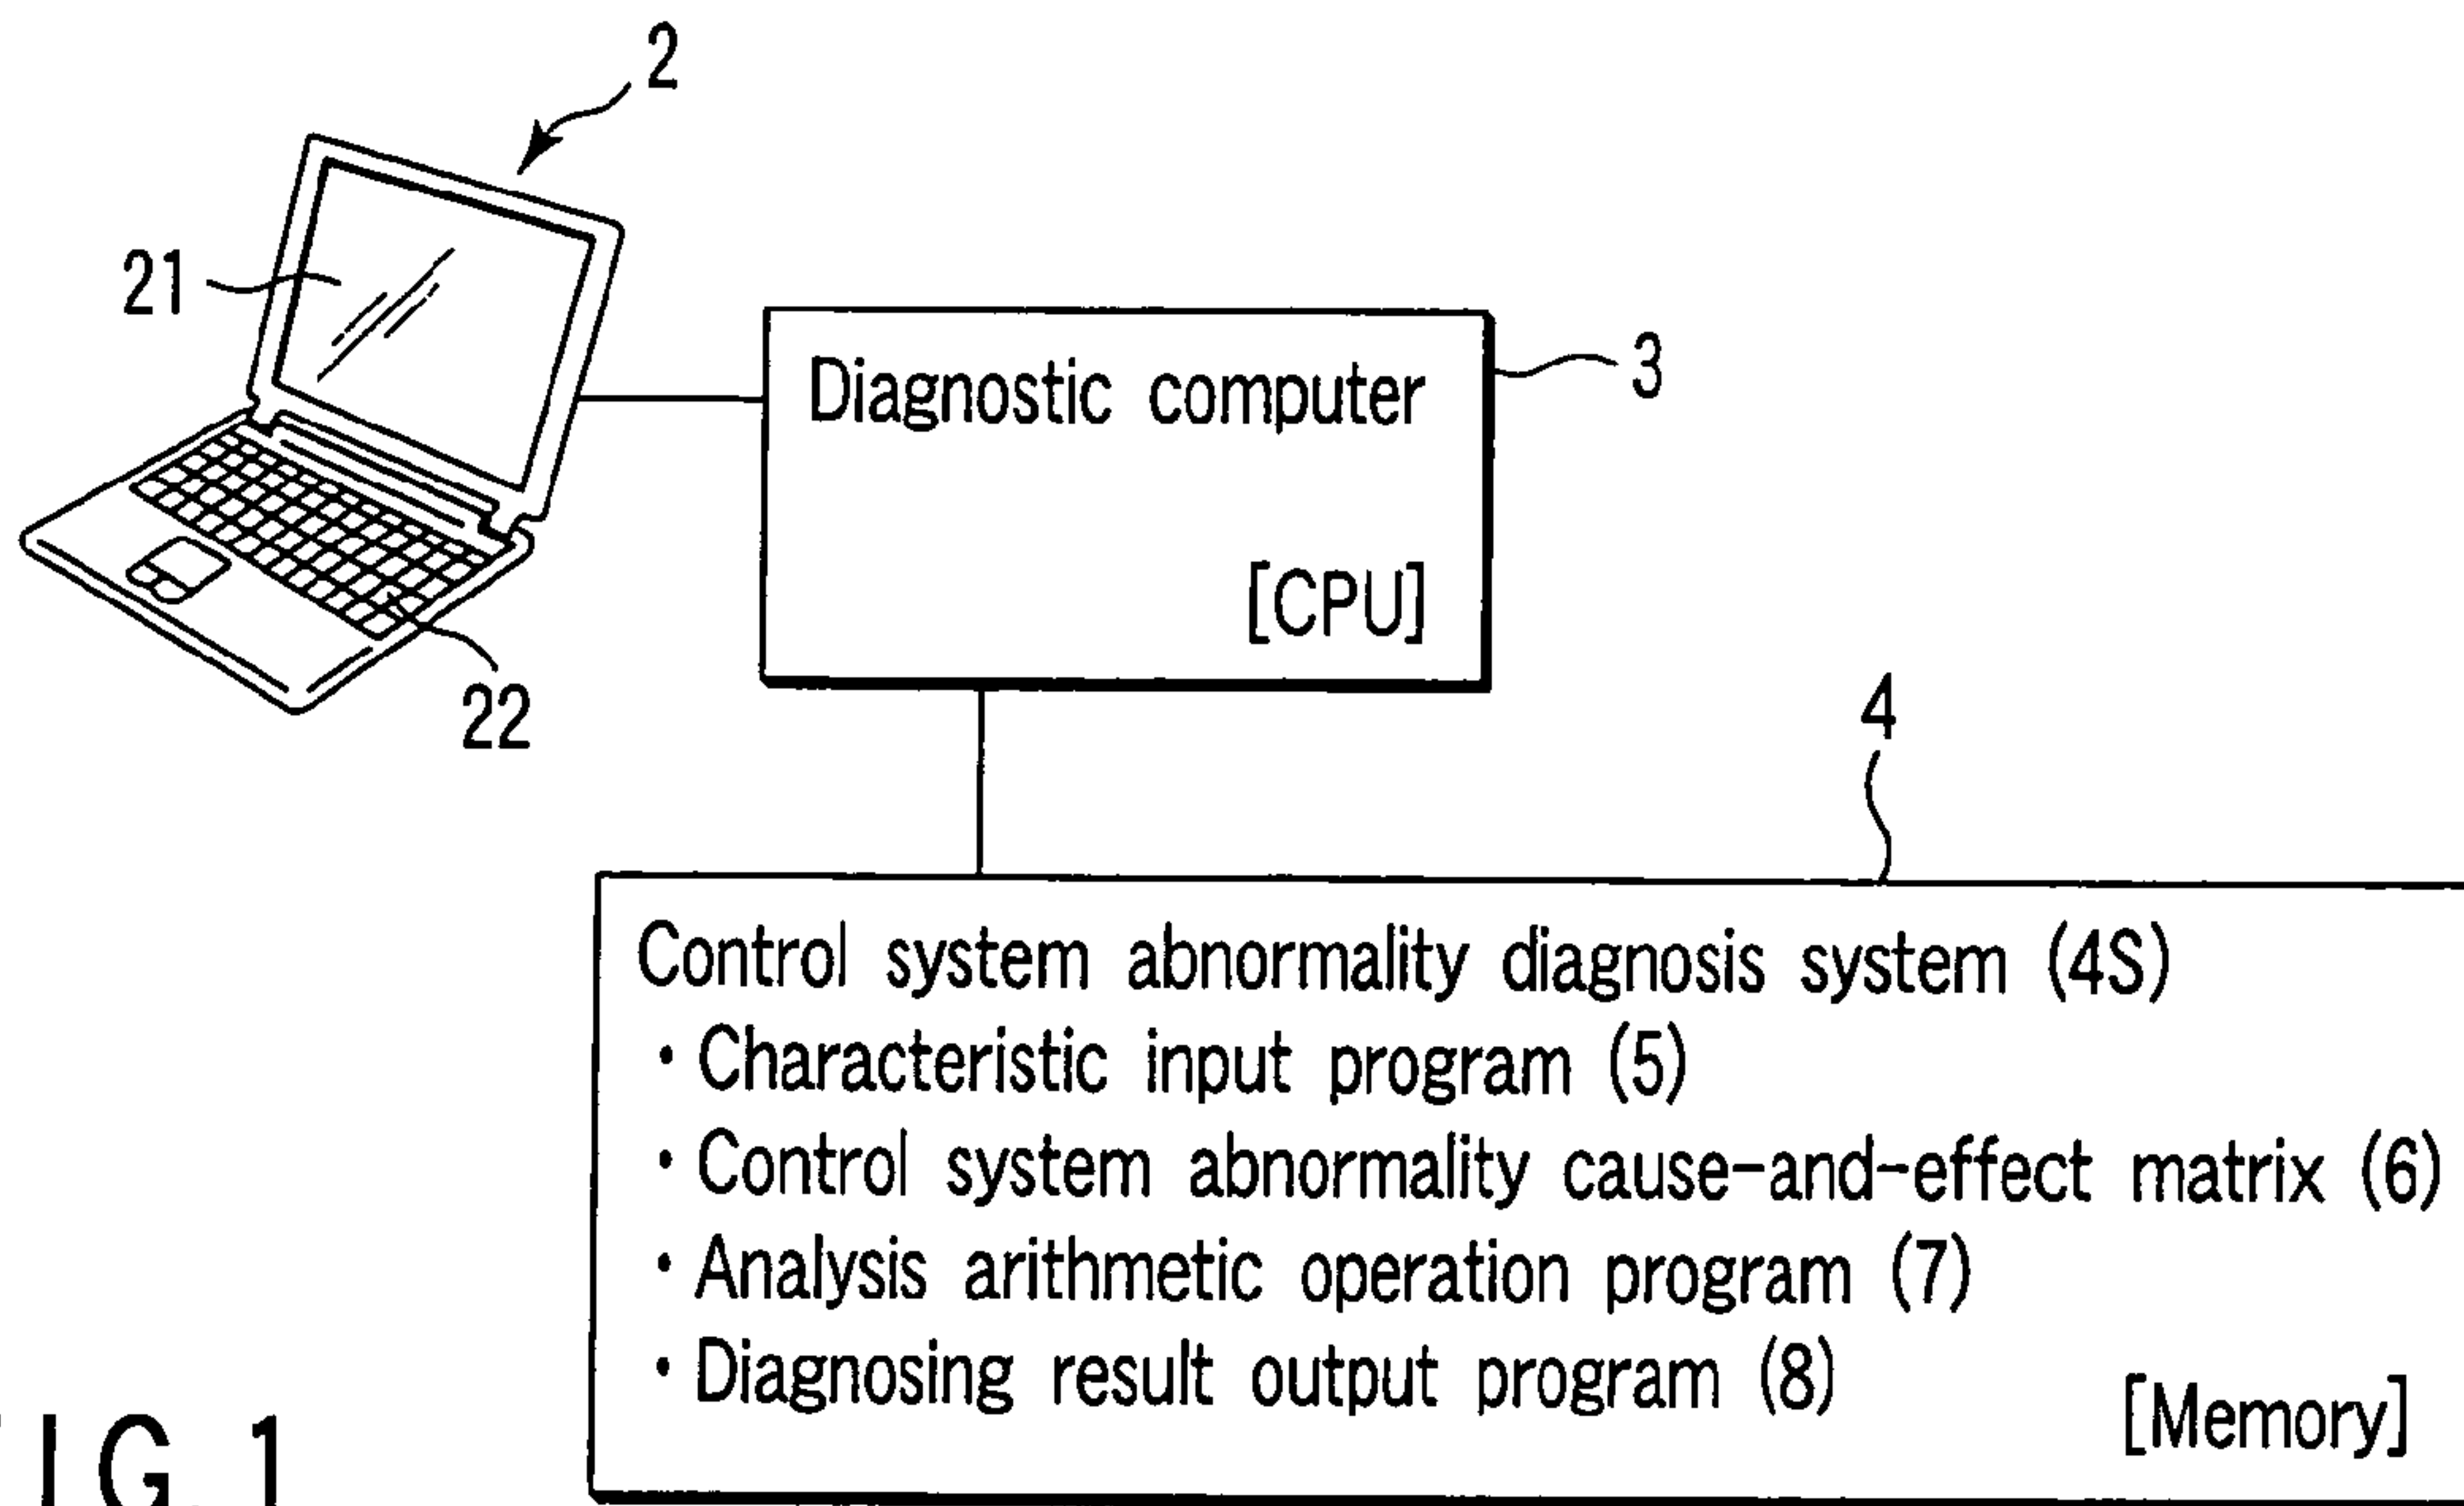 2
21
Diagnostic computer
3
[CPU]
22
4
Control system abnormality diagnosis system (4S)
・Characteristic input program (5)
・Control system abnormality cause-and-effect matrix (6)
・Analysis arithmetic operation program (7)
・Diagnosing result output program (8)
[Memory]
IG. 1